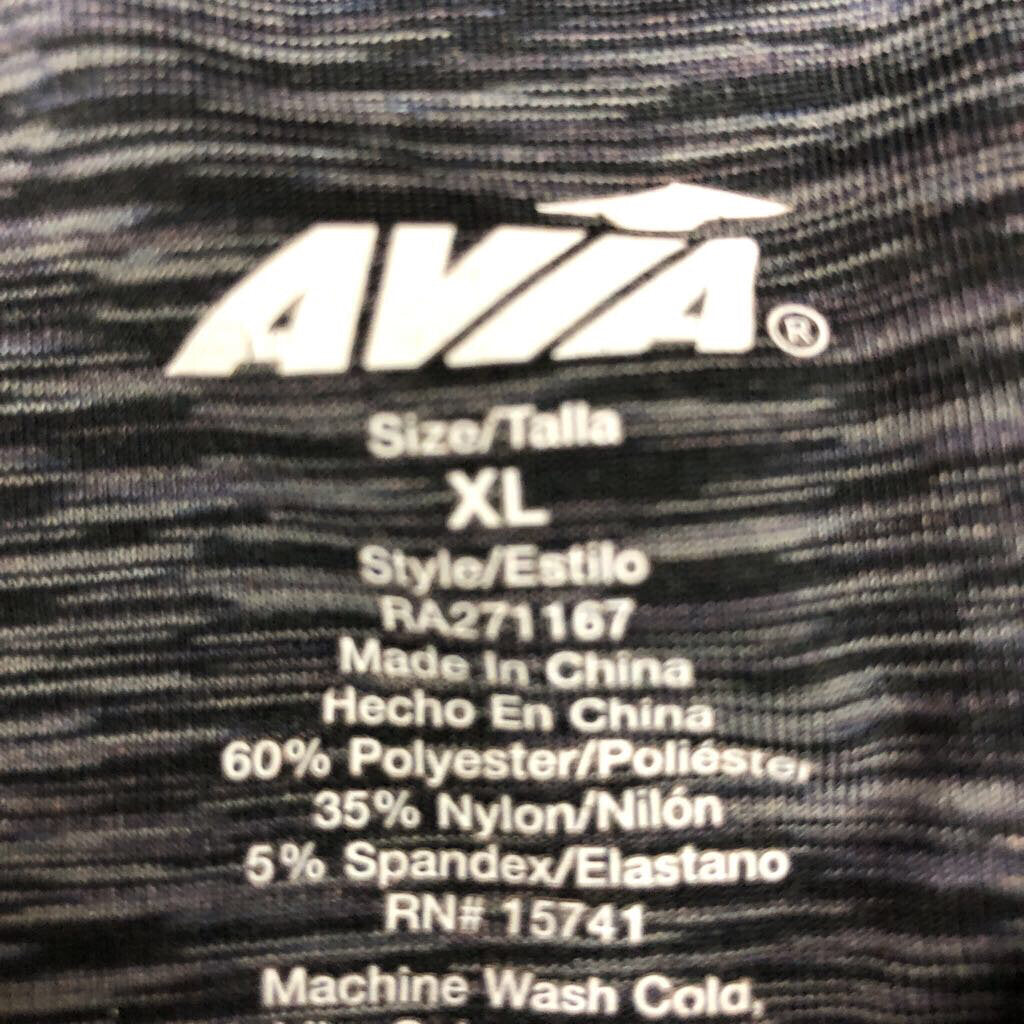 AVIA®
Size/Talla
XL
Style/Estilo
RA271167
Made In China
Hecho En China
60% Polyester/Poliéster,
35% Nylon/Nilón
5% Spandex/Elastano
RN# 15741
Machine Wash Cold,